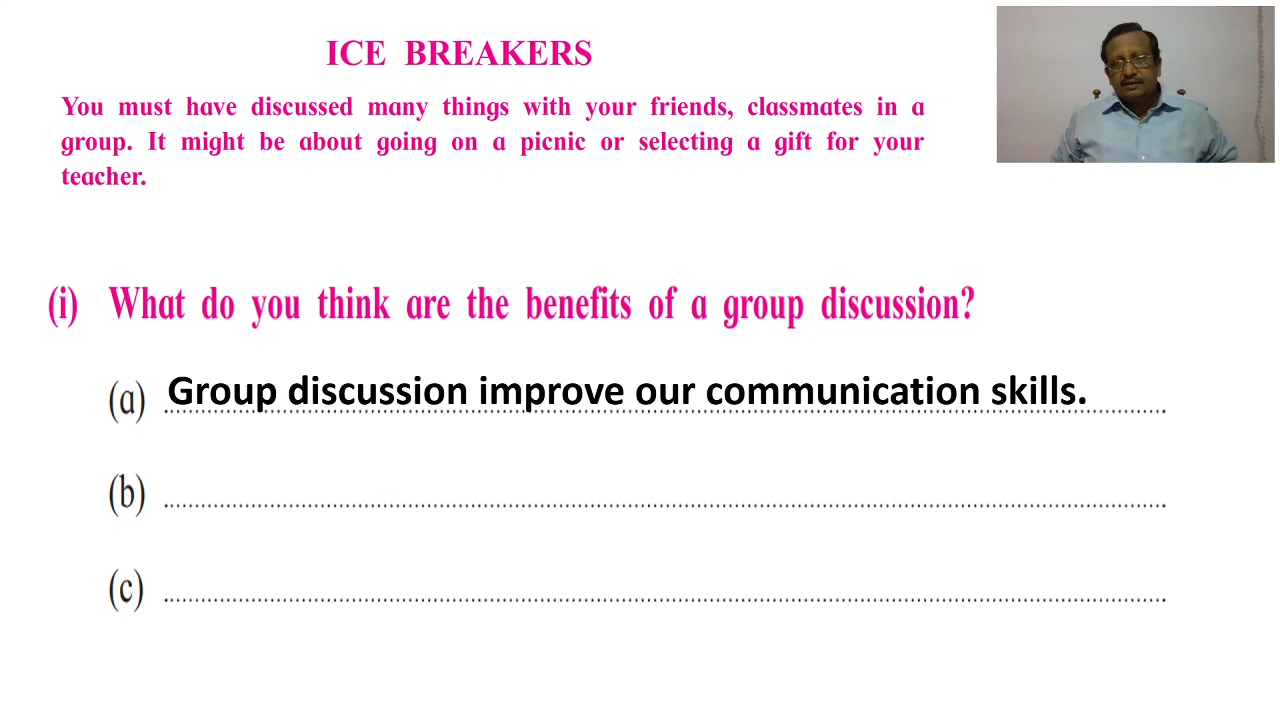 ICE BREAKERS
You must have discussed many things with your friends, classmates in a
group. It might be about going on a picnic or selecting a gift for your
teacher.
(i) What do you think are the benefits of a group discussion?
(a) Group discussion improve our communication skills.
(b) ........
(c) ........